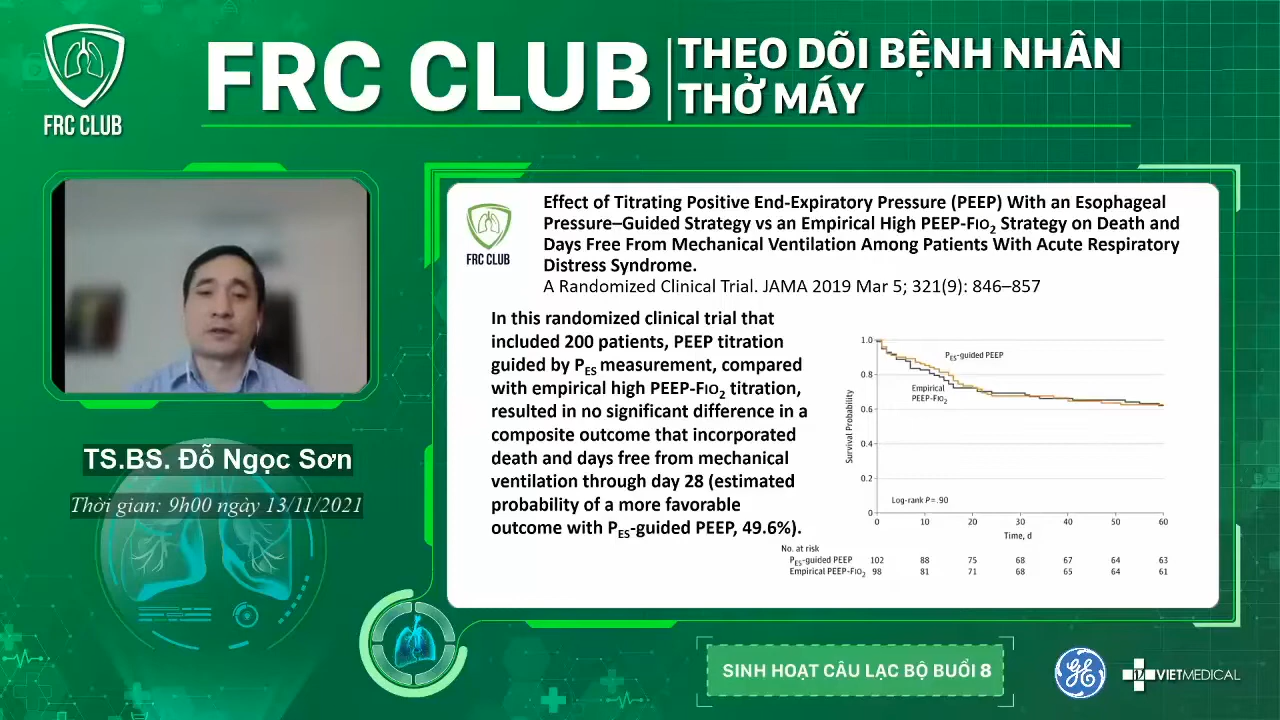 FRC CLUB
THEO DÕI BỆNH NHÂN
THỞ MÁY
FRC CLUB
TS.BS. Đỗ Ngọc Sơn
Thời gian: 9h00 ngày 13/11/2021
FRC CLUB
Effect of Titrating Positive End-Expiratory Pressure (PEEP) With an Esophageal
Pressure–Guided Strategy vs an Empirical High PEEP-FIO2 Strategy on Death and
Days Free From Mechanical Ventilation Among Patients With Acute Respiratory
Distress Syndrome.
A Randomized Clinical Trial. JAMA 2019 Mar 5; 321(9): 846–857
In this randomized clinical trial that
included 200 patients, PEEP titration
guided by PES measurement, compared
with empirical high PEEP-FIO2 titration,
resulted in no significant difference in a
composite outcome that incorporated
death and days free from mechanical
ventilation through day 28 (estimated
probability of a more favorable
outcome with PES-guided PEEP, 49.6%).
Survival Probability
1.0
0.8
0.6
0.4
0.2
0
PES-guided PEEP
Empirical
PEEP-FIO2
Log-rank P=.90
0 10 20 30 40 50 60
Time, d
No. at risk
PES-guided PEEP 102 88 75 68 67 64 63
Empirical PEEP-FIO2 98 81 71 68 65 64 61
SINH HOẠT CÂU LẠC BỘ BUỔI 8
GE
VIETMEDICAL